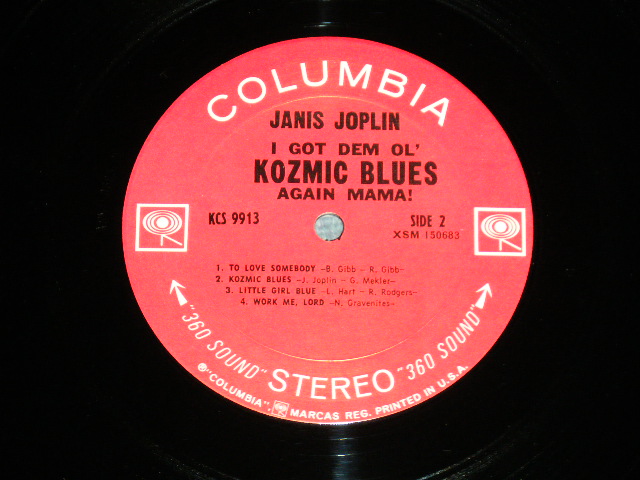 COLUMBIA
JANIS JOPLIN
I GOT DEM OL'
KOZMIC BLUES
AGAIN MAMA!
KCS 9913
SIDE 2
XSM 150683
1. TO LOVE SOMEBODY –B. Gibb – R. Gibb–
2. KOZMIC BLUES –J. Joplin – G. Mekler–
3. LITTLE GIRL BLUE –L. Hart – R. Rodgers–
4. WORK ME, LORD –N. Gravenites–
"360 SOUND" STEREO "360 SOUND"
℗"COLUMBIA", MARCAS REG. PRINTED IN U.S.A.